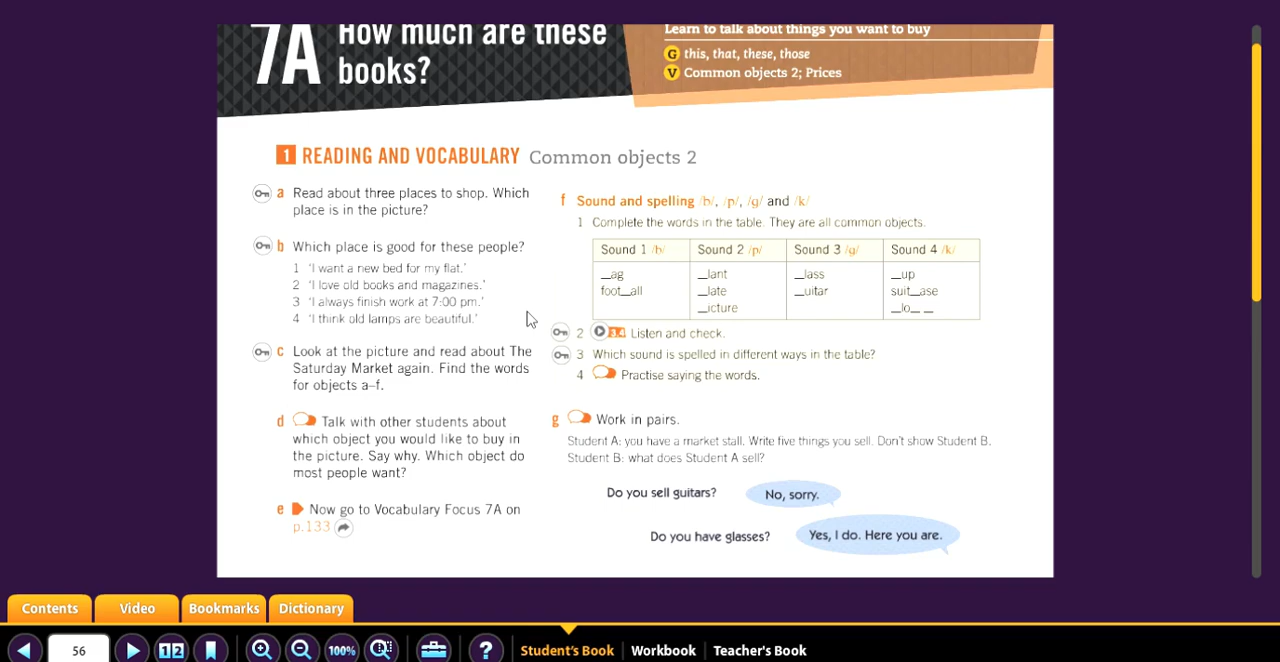 7A
How much are these
books?
Learn to talk about things you want to buy
G this, that, these, those
V Common objects 2; Prices
1 READING AND VOCABULARY Common objects 2
a Read about three places to shop. Which
place is in the picture?
b Which place is good for these people?
1 'I want a new bed for my flat.'
2 'I love old books and magazines.'
3 'I always finish work at 7:00 pm.'
4 'I think old lamps are beautiful.'
c Look at the picture and read about The
Saturday Market again. Find the words
for objects a–f.
d Talk with other students about
which object you would like to buy in
the picture. Say why. Which object do
most people want?
e Now go to Vocabulary Focus 7A on
p.133
f Sound and spelling /b/, /p/, /g/ and /k/
1 Complete the words in the table. They are all common objects.
Sound 1 /b/ Sound 2 /p/ Sound 3 /g/ Sound 4 /k/
_ag _lant _lass _up
foot_all _late _uitar suit_ase
_icture _lo_ _
2 Listen and check.
3 Which sound is spelled in different ways in the table?
4 Practise saying the words.
g Work in pairs.
Student A: you have a market stall. Write five things you sell. Don't show Student B.
Student B: what does Student A sell?
Do you sell guitars? No, sorry.
Do you have glasses? Yes, I do. Here you are.
Contents Video Bookmarks Dictionary
56 1 2 100% ? Student's Book Workbook Teacher's Book